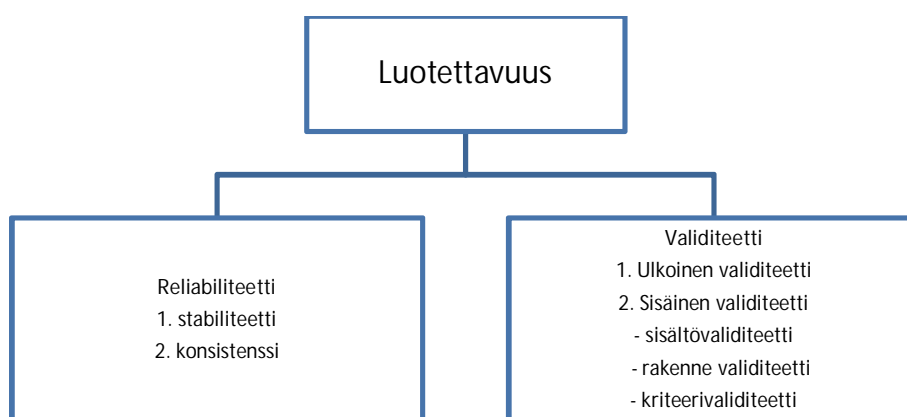 Luotettavuus
Reliabiliteetti
1. stabiliteetti
2. konsistenssi
Validiteetti
1. Ulkoinen validiteetti
2. Sisäinen validiteetti
- sisältövaliditeetti
- rakenne validiteetti
- kriteerivaliditeetti